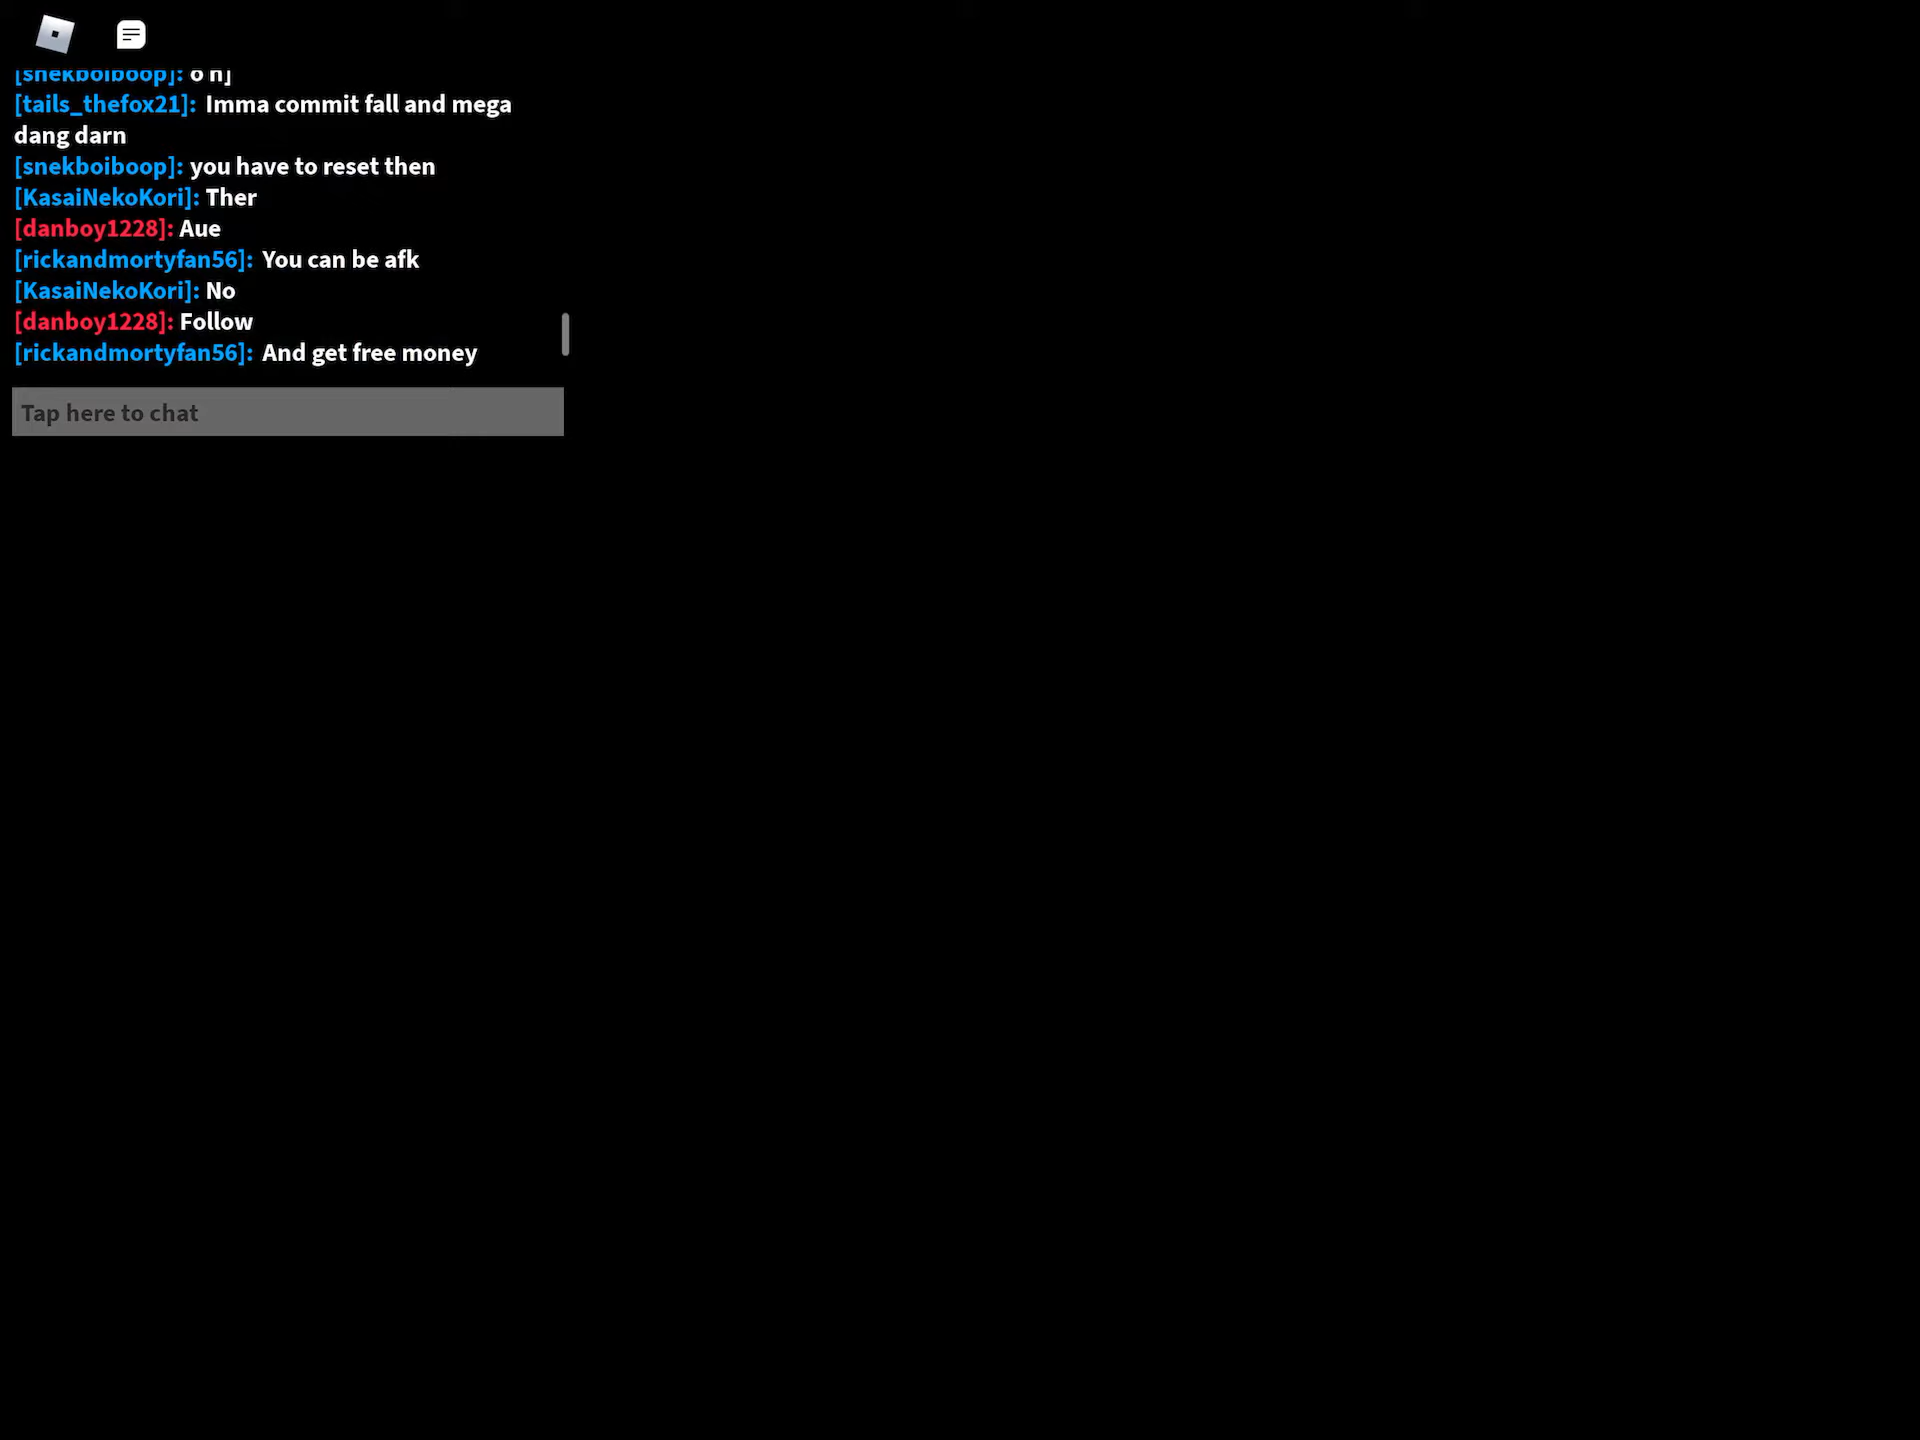 [snekboiboop]: o h]
[tails_thefox21]: Imma commit fall and mega
dang darn
[snekboiboop]: you have to reset then
[KasaiNekoKori]: Ther
[danboy1228]: Aue
[rickandmortyfan56]: You can be afk
[KasaiNekoKori]: No
[danboy1228]: Follow
[rickandmortyfan56]: And get free money
Tap here to chat